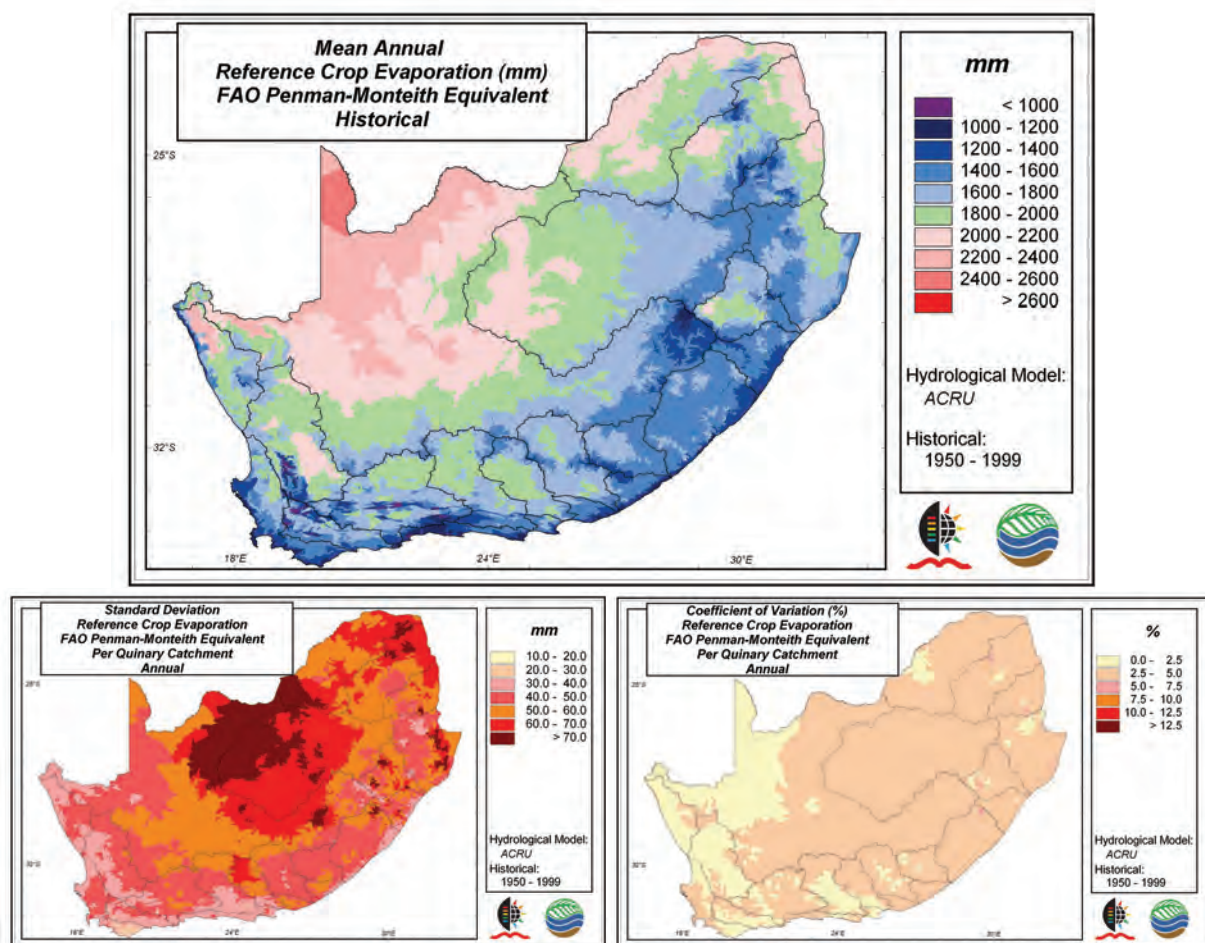 Mean Annual
Reference Crop Evaporation (mm)
FAO Penman-Monteith Equivalent
Historical
25°S
32°S
18°E
24°E
30°E
mm
< 1000
1000 - 1200
1200 - 1400
1400 - 1600
1600 - 1800
1800 - 2000
2000 - 2200
2200 - 2400
2400 - 2600
> 2600
Hydrological Model:
ACRU
Historical:
1950 - 1999
Standard Deviation
Reference Crop Evaporation
FAO Penman-Monteith Equivalent
Per Quinary Catchment
Annual
24°E
mm
10.0 - 20.0
20.0 - 30.0
30.0 - 40.0
40.0 - 50.0
50.0 - 60.0
60.0 - 70.0
> 70.0
Hydrological Model:
ACRU
Historical:
1950 - 1999
Coefficient of Variation (%)
Reference Crop Evaporation
FAO Penman-Monteith Equivalent
Per Quinary Catchment
Annual
24°E
%
0.0 - 2.5
2.5 - 5.0
5.0 - 7.5
7.5 - 10.0
10.0 - 12.5
> 12.5
Hydrological Model:
ACRU
Historical:
1950 - 1999